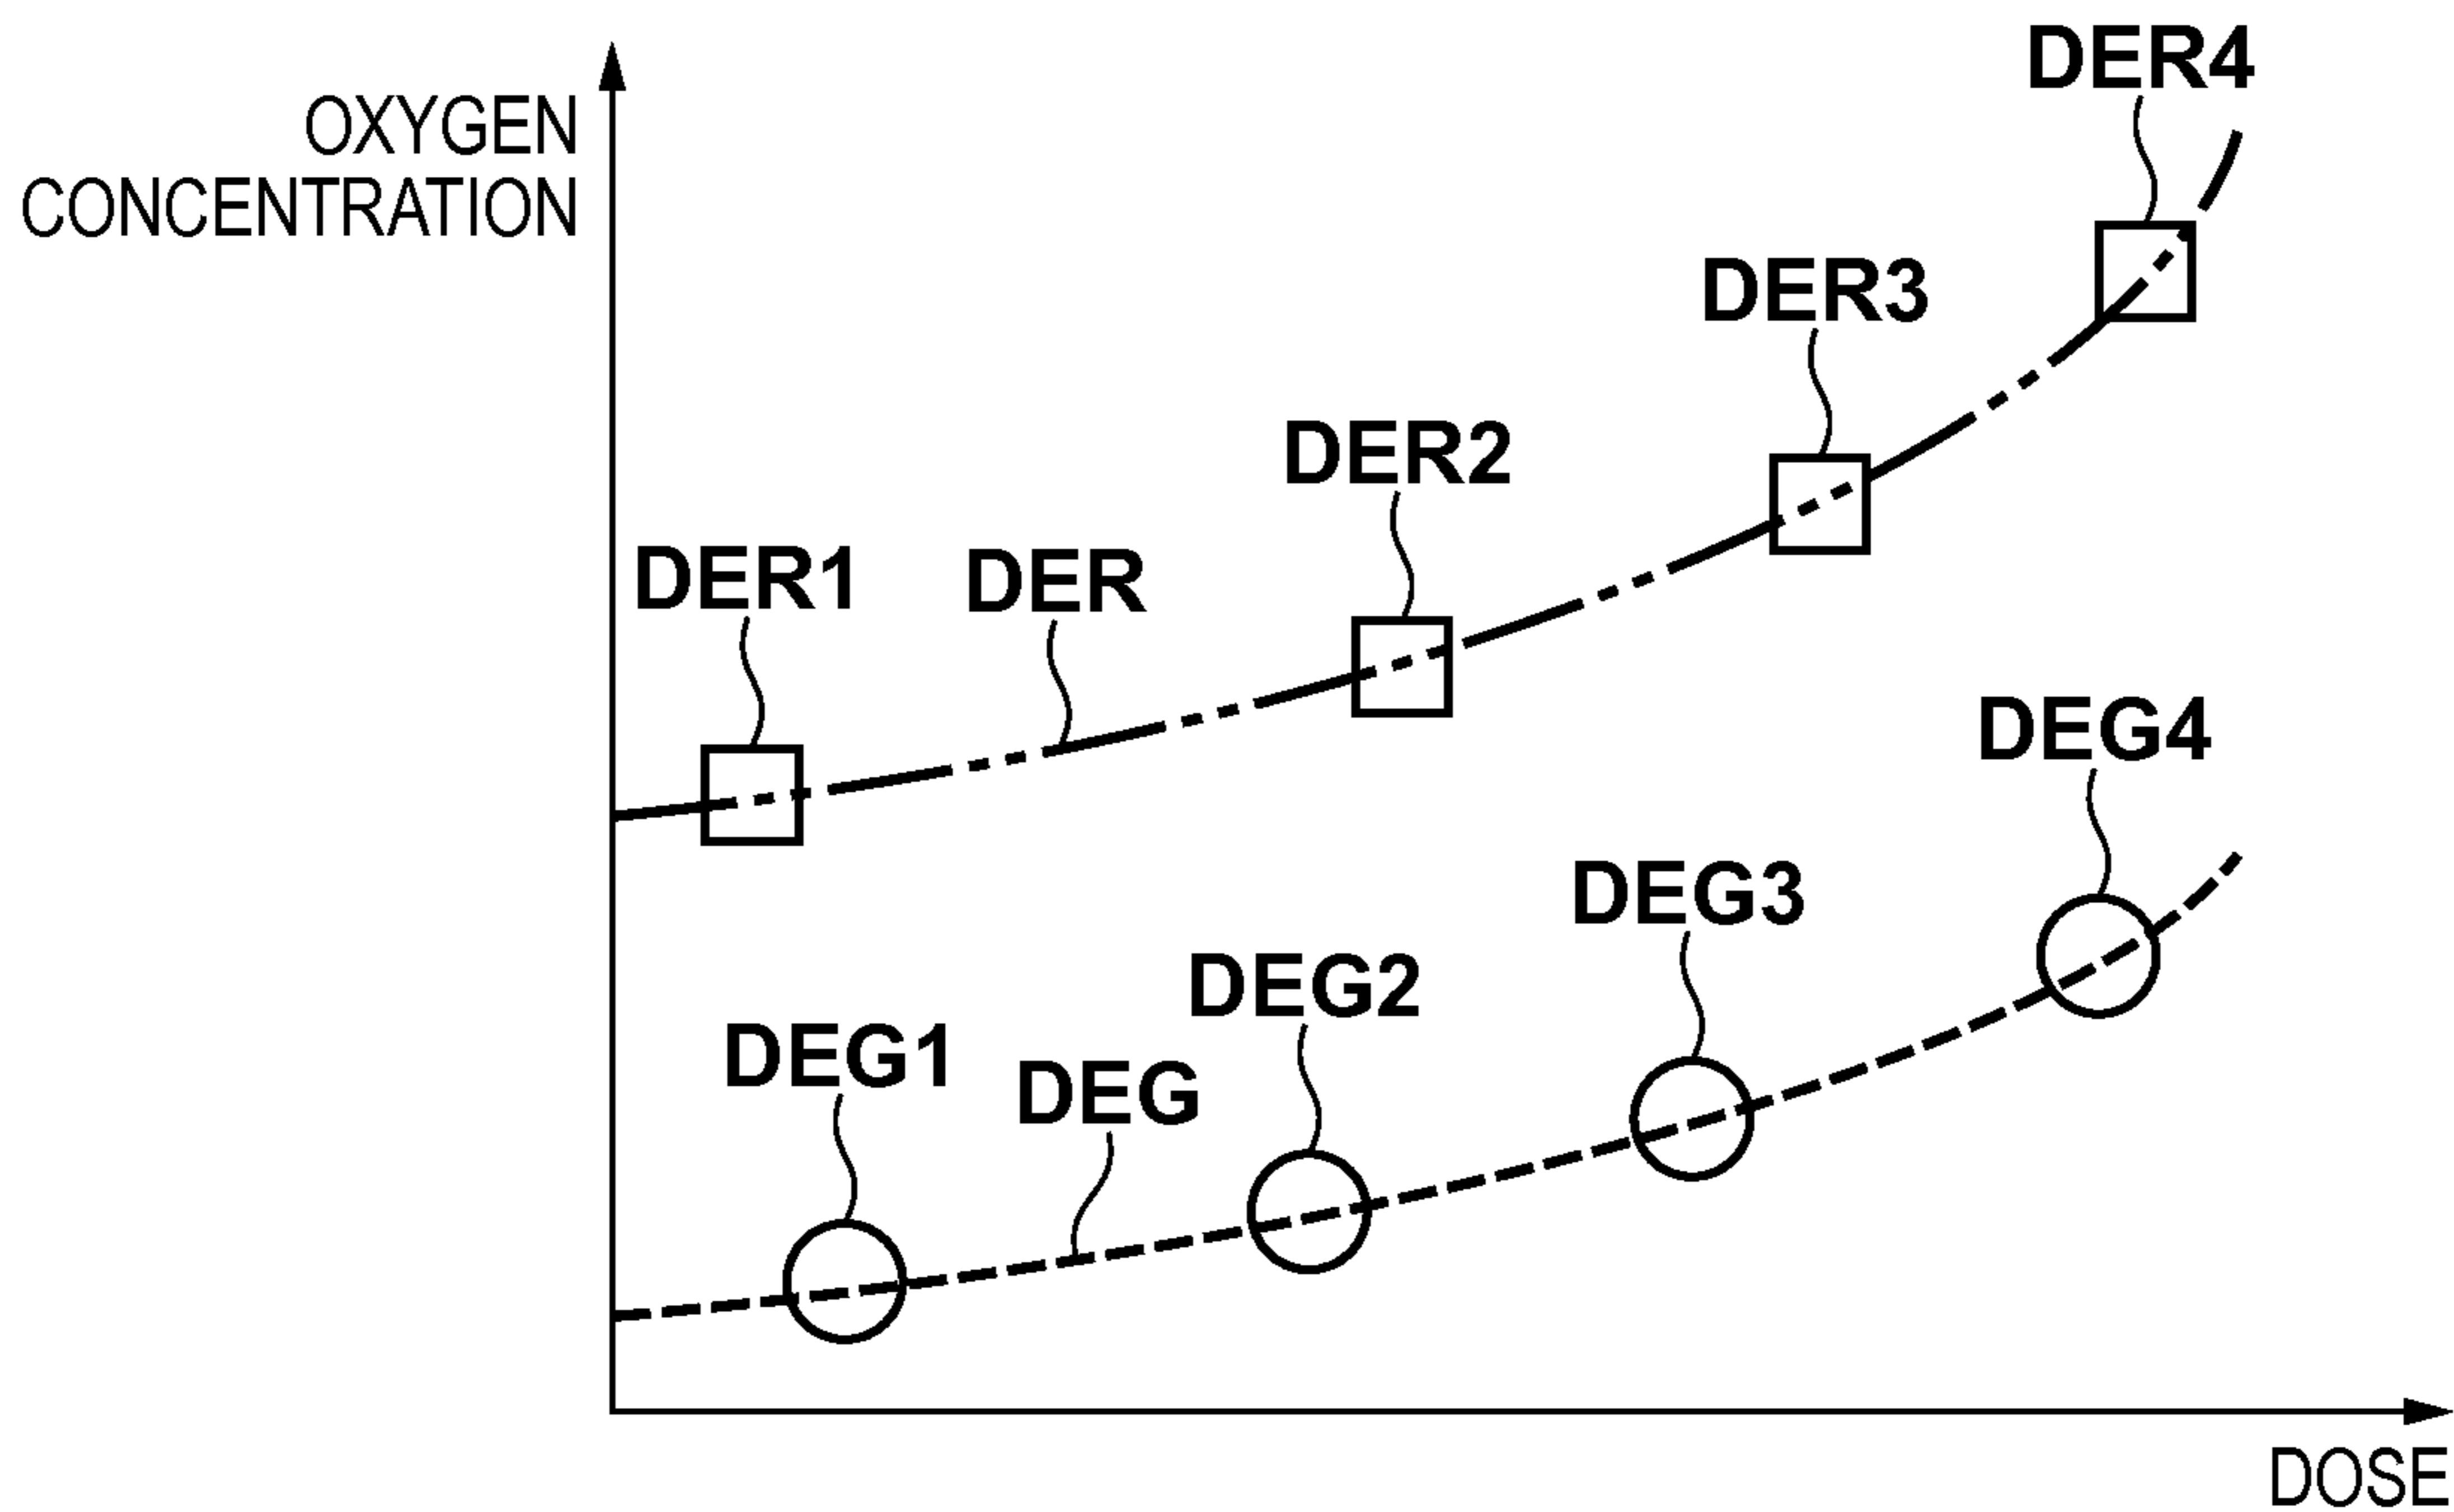 OXYGEN
CONCENTRATION
DER4
DER3
DER2
DER1
DER
DEG4
DEG3
DEG2
DEG1
DEG
DOSE